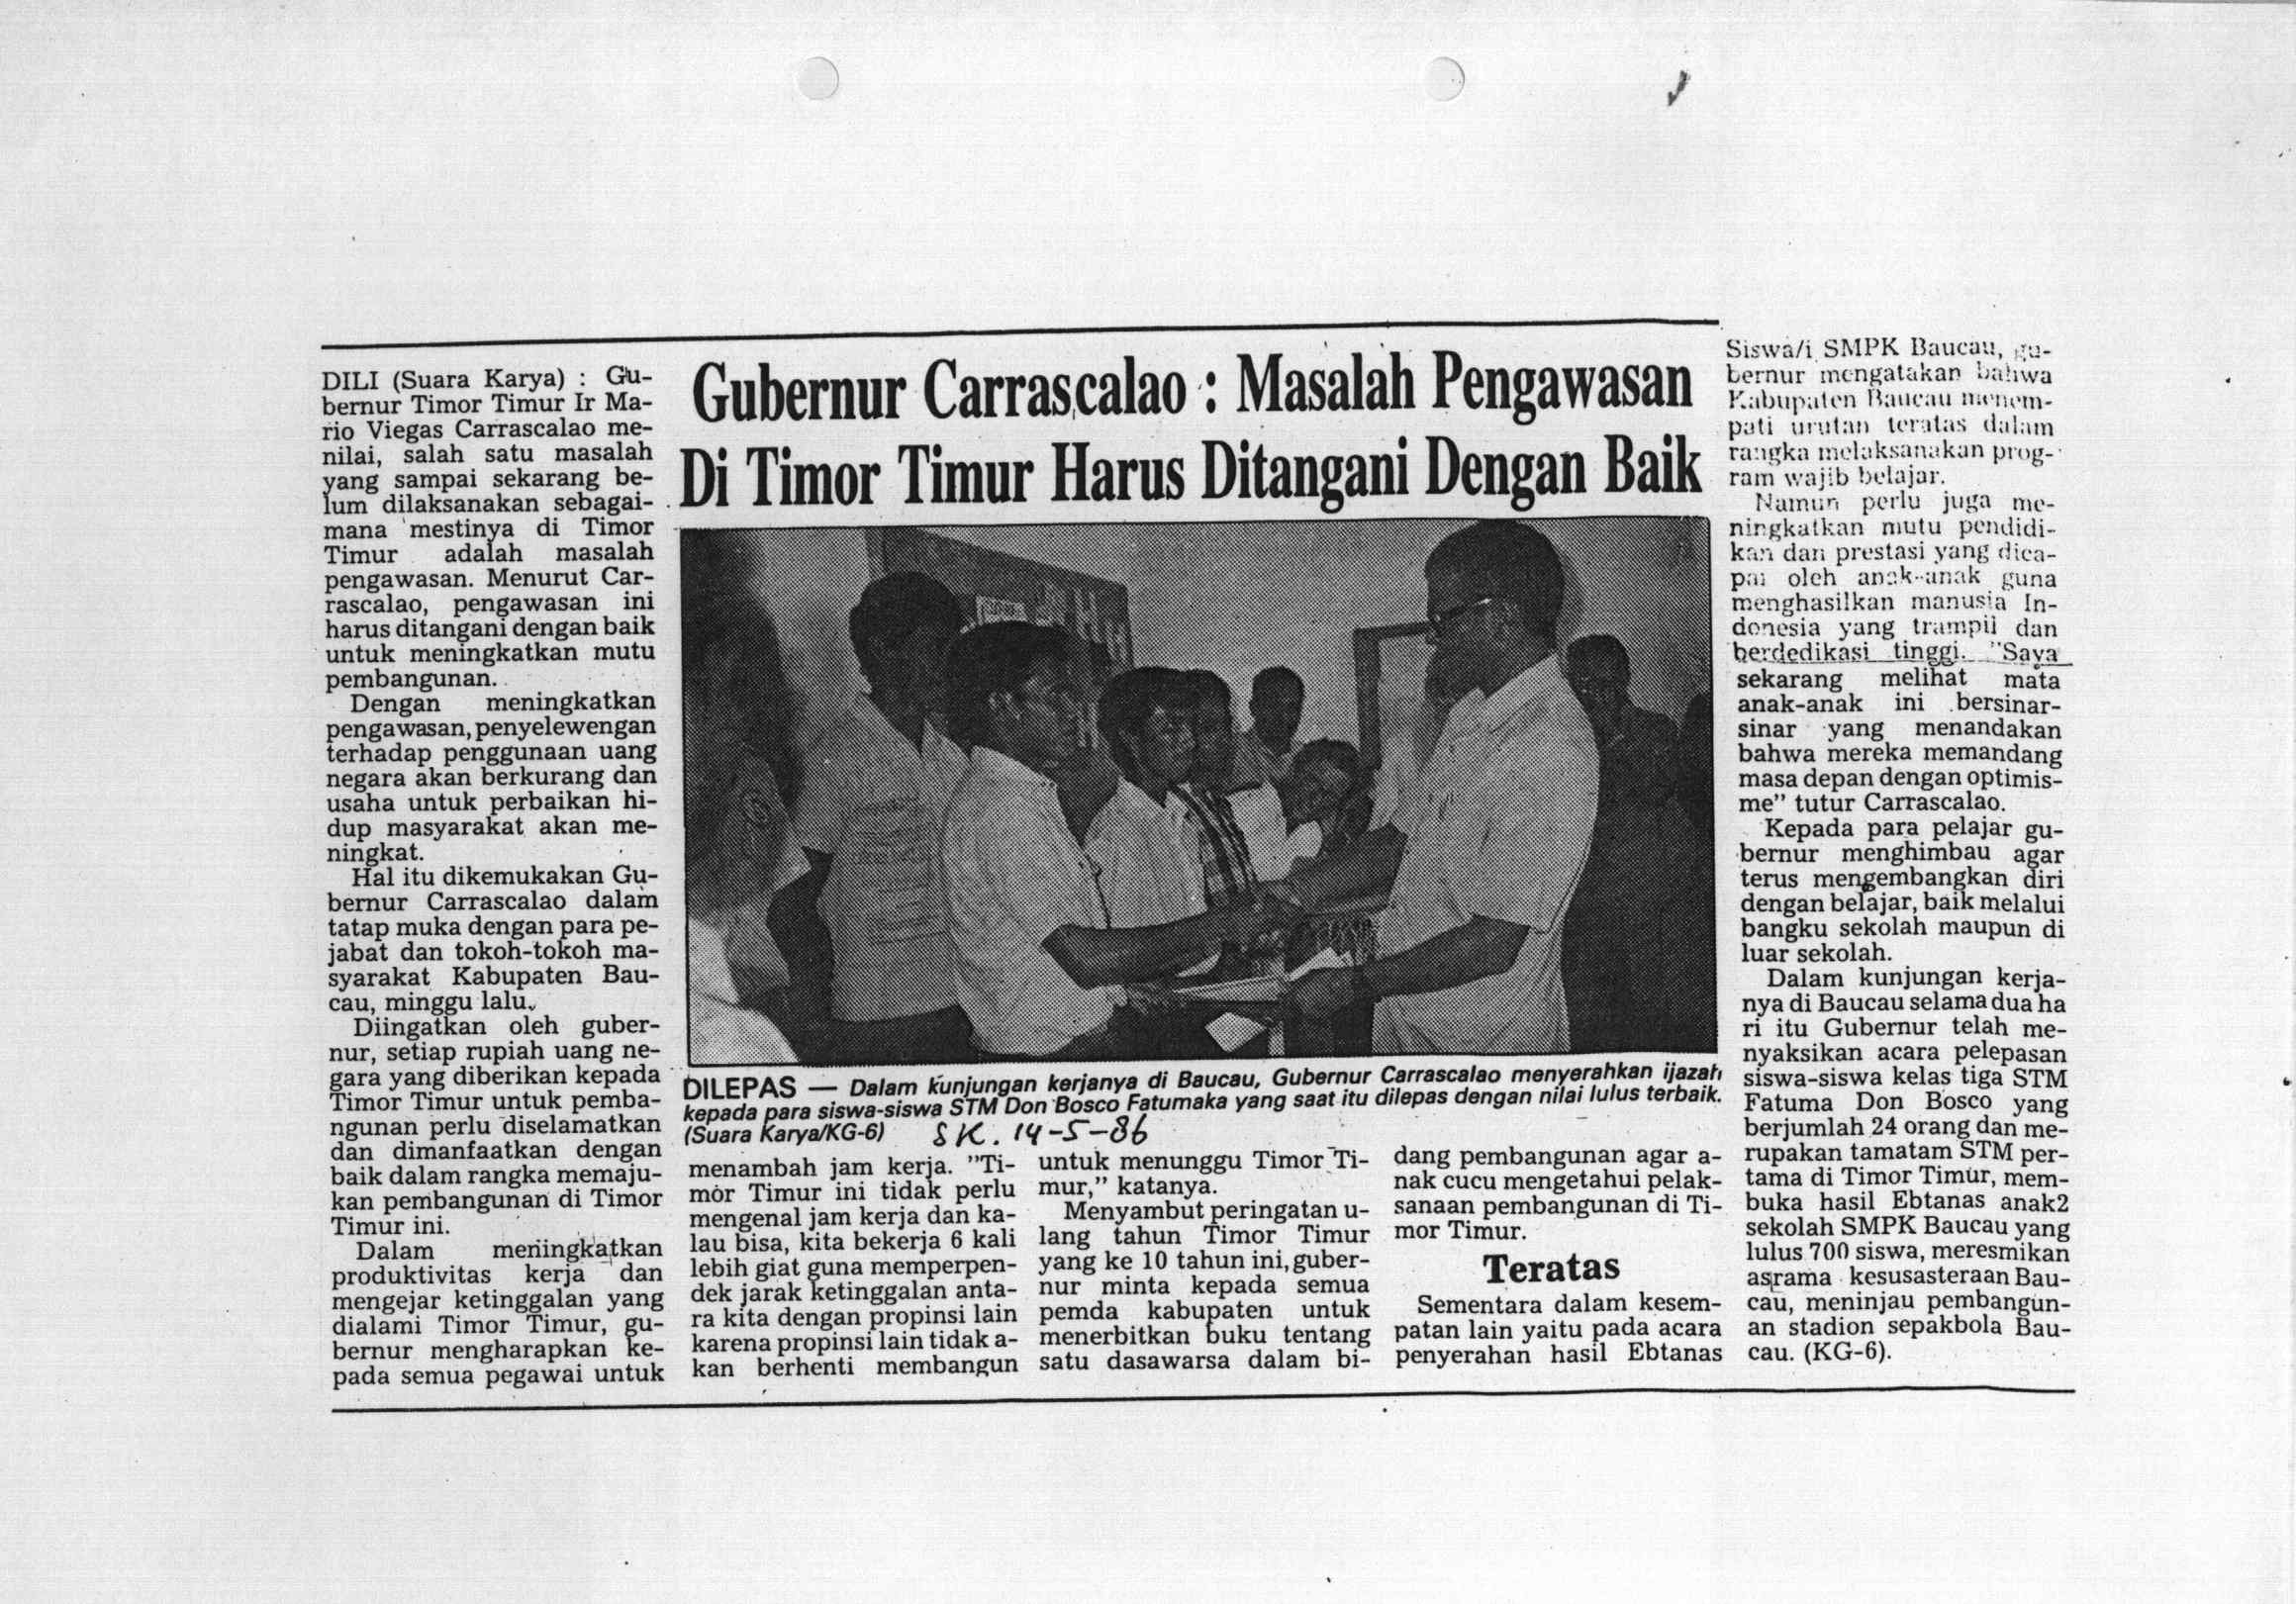 Gubernur Carrascalao : Masalah Pengawasan
Di Timor Timur Harus Ditangani Dengan Baik
DILI (Suara Karya) : Gu-
bernur Timor Timur Ir Ma-
rio Viegas Carrascalao me-
nilai, salah satu masalah
yang sampai sekarang be-
lum dilaksanakan sebagai-
mana mestinya di Timor
Timur adalah masalah
pengawasan. Menurut Car-
rascalao, pengawasan ini
harus ditangani dengan baik
untuk meningkatkan mutu
pembangunan.
Dengan meningkatkan
pengawasan, penyelewengan
terhadap penggunaan uang
negara akan berkurang dan
usaha untuk perbaikan hi-
dup masyarakat akan me-
ningkat.
Hal itu dikemukakan Gu-
bernur Carrascalao dalam
tatap muka dengan para pe-
jabat dan tokoh-tokoh ma-
syarakat Kabupaten Bau-
cau, minggu lalu.
Diingatkan oleh guber-
nur, setiap rupiah uang ne-
gara yang diberikan kepada
Timor Timur untuk pemba-
ngunan perlu diselamatkan
dan dimanfaatkan dengan
baik dalam rangka memaju-
kan pembangunan di Timor
Timur ini.
Dalam meningkatkan
produktivitas kerja dan
mengejar ketinggalan yang
dialami Timor Timur, gu-
bernur mengharapkan ke-
pada semua pegawai untuk
DILEPAS — Dalam kunjungan kerjanya di Baucau, Gubernur Carrascalao menyerahkan ijazah
kepada para siswa-siswa STM Don Bosco Fatumaka yang saat itu dilepas dengan nilai lulus terbaik.
(Suara Karya/KG-6) SK. 14-5-86
menambah jam kerja. "Ti-
mor Timur ini tidak perlu
mengenal jam kerja dan ka-
lau bisa, kita bekerja 6 kali
lebih giat guna memperpen-
dek jarak ketinggalan anta-
ra kita dengan propinsi lain
karena propinsi lain tidak a-
kan berhenti membangun
untuk menunggu Timor Ti-
mur," katanya.
Menyambut peringatan u-
lang tahun Timor Timur
yang ke 10 tahun ini, guber-
nur minta kepada semua
pemda kabupaten untuk
menerbitkan buku tentang
satu dasawarsa dalam bi-
dang pembangunan agar a-
nak cucu mengetahui pelak-
sanaan pembangunan di Ti-
mor Timur.
Teratas
Sementara dalam kesem-
patan lain yaitu pada acara
penyerahan hasil Ebtanas
Siswa/i SMPK Baucau, gu-
bernur mengatakan bahwa
Kabupaten Baucau menem-
pati urutan teratas dalam
rangka melaksanakan prog-
ram wajib belajar.
Namun perlu juga me-
ningkatkan mutu pendidi-
kan dan prestasi yang dica-
pai oleh anak-anak guna
menghasilkan manusia In-
donesia yang trampil dan
berdedikasi tinggi. "Saya
sekarang melihat mata
anak-anak ini bersinar-
sinar yang menandakan
bahwa mereka memandang
masa depan dengan optimis-
me" tutur Carrascalao.
Kepada para pelajar gu-
bernur menghimbau agar
terus mengembangkan diri
dengan belajar, baik melalui
bangku sekolah maupun di
luar sekolah.
Dalam kunjungan kerja-
nya di Baucau selama dua ha
ri itu Gubernur telah me-
nyaksikan acara pelepasan
siswa-siswa kelas tiga STM
Fatuma Don Bosco yang
berjumlah 24 orang dan me-
rupakan tamatam STM per-
tama di Timor Timur, mem-
buka hasil Ebtanas anak2
sekolah SMPK Baucau yang
lulus 700 siswa, meresmikan
asrama kesusasteraan Bau-
cau, meninjau pembangun-
an stadion sepakbola Bau-
cau. (KG-6).